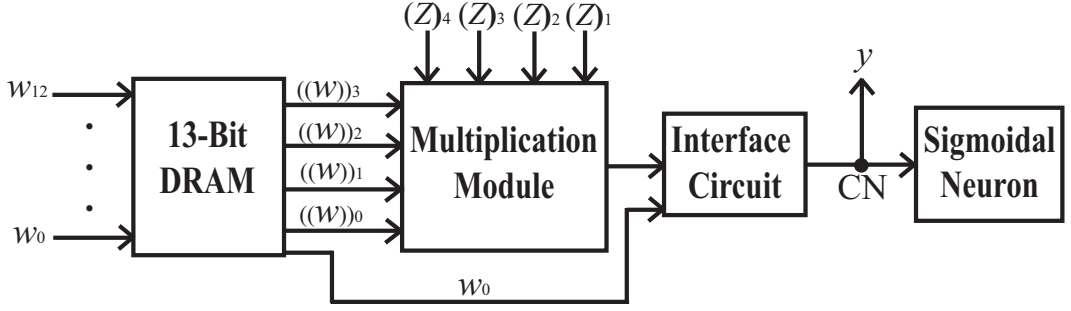 (Z)4 (Z)3 (Z)2 (Z)1
w12
13-Bit
DRAM
w0
((W))3
((W))2
((W))1
((W))0
Multiplication
Module
w0
Interface
Circuit
y
CN
Sigmoidal
Neuron